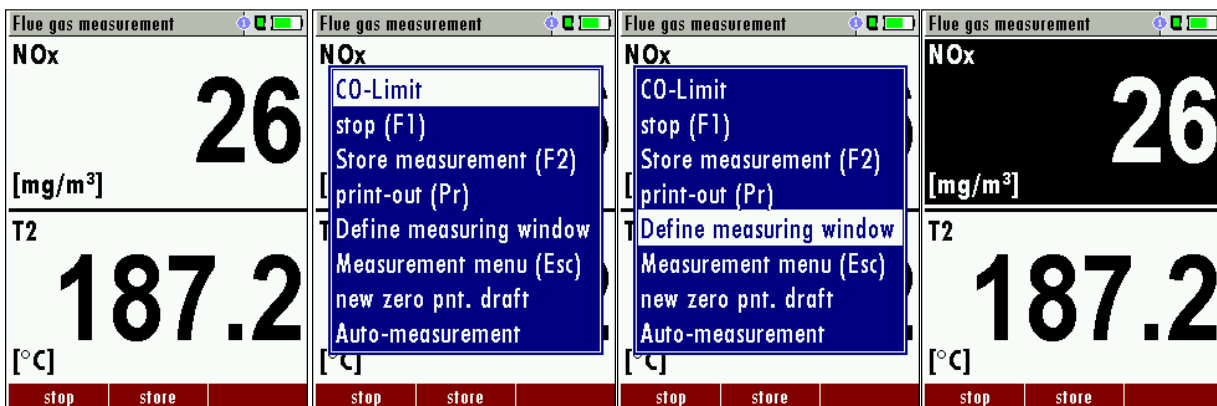 Flue gas measurement
NOx
26
[mg/m³]
T2
187.2
[°C]
stop store
Flue gas measurement
NOx
CO-Limit
stop (F1)
Store measurement (F2)
print-out (Pr)
Define measuring window
Measurement menu (Esc)
new zero pnt. draft
Auto-measurement
[°C]
stop store
Flue gas measurement
NOx
CO-Limit
stop (F1)
Store measurement (F2)
print-out (Pr)
Define measuring window
Measurement menu (Esc)
new zero pnt. draft
Auto-measurement
[°C]
stop store
Flue gas measurement
NOx
26
[mg/m³]
T2
187.2
[°C]
stop store